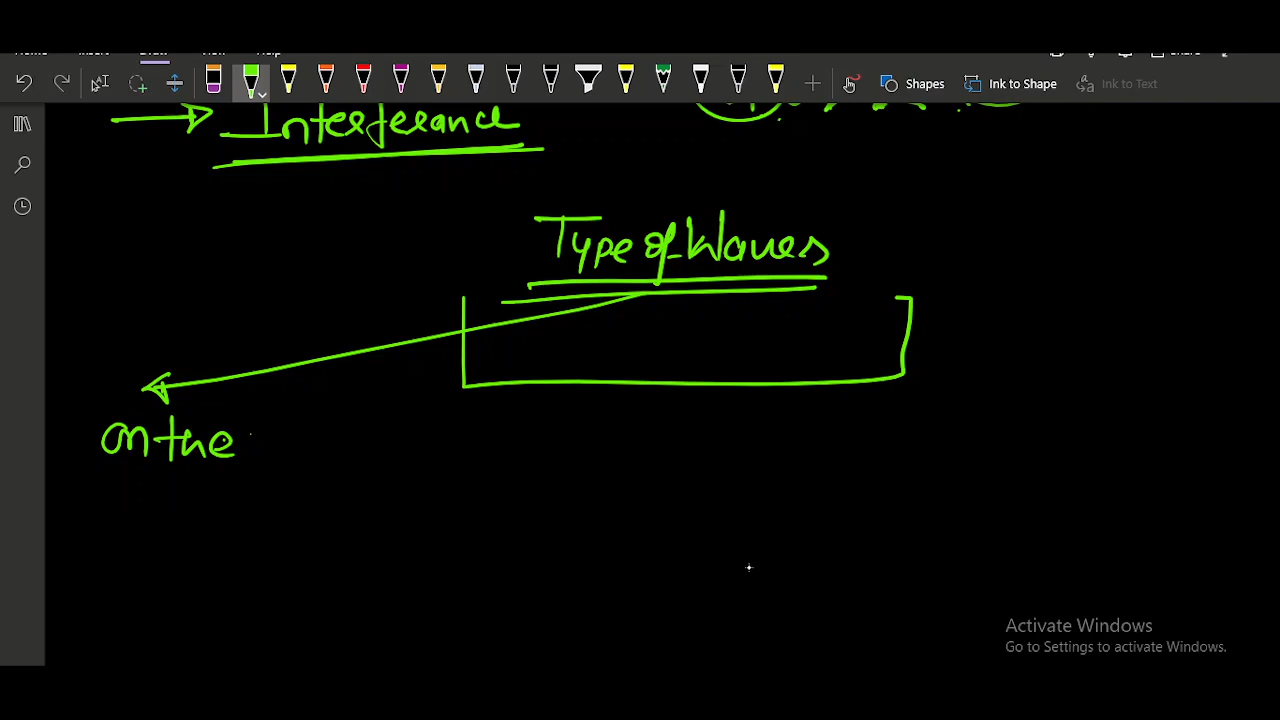 Shapes
Ink to Shape
Ink to Text
Interferance
Type of Waves
on the
Activate Windows
Go to Settings to activate Windows.